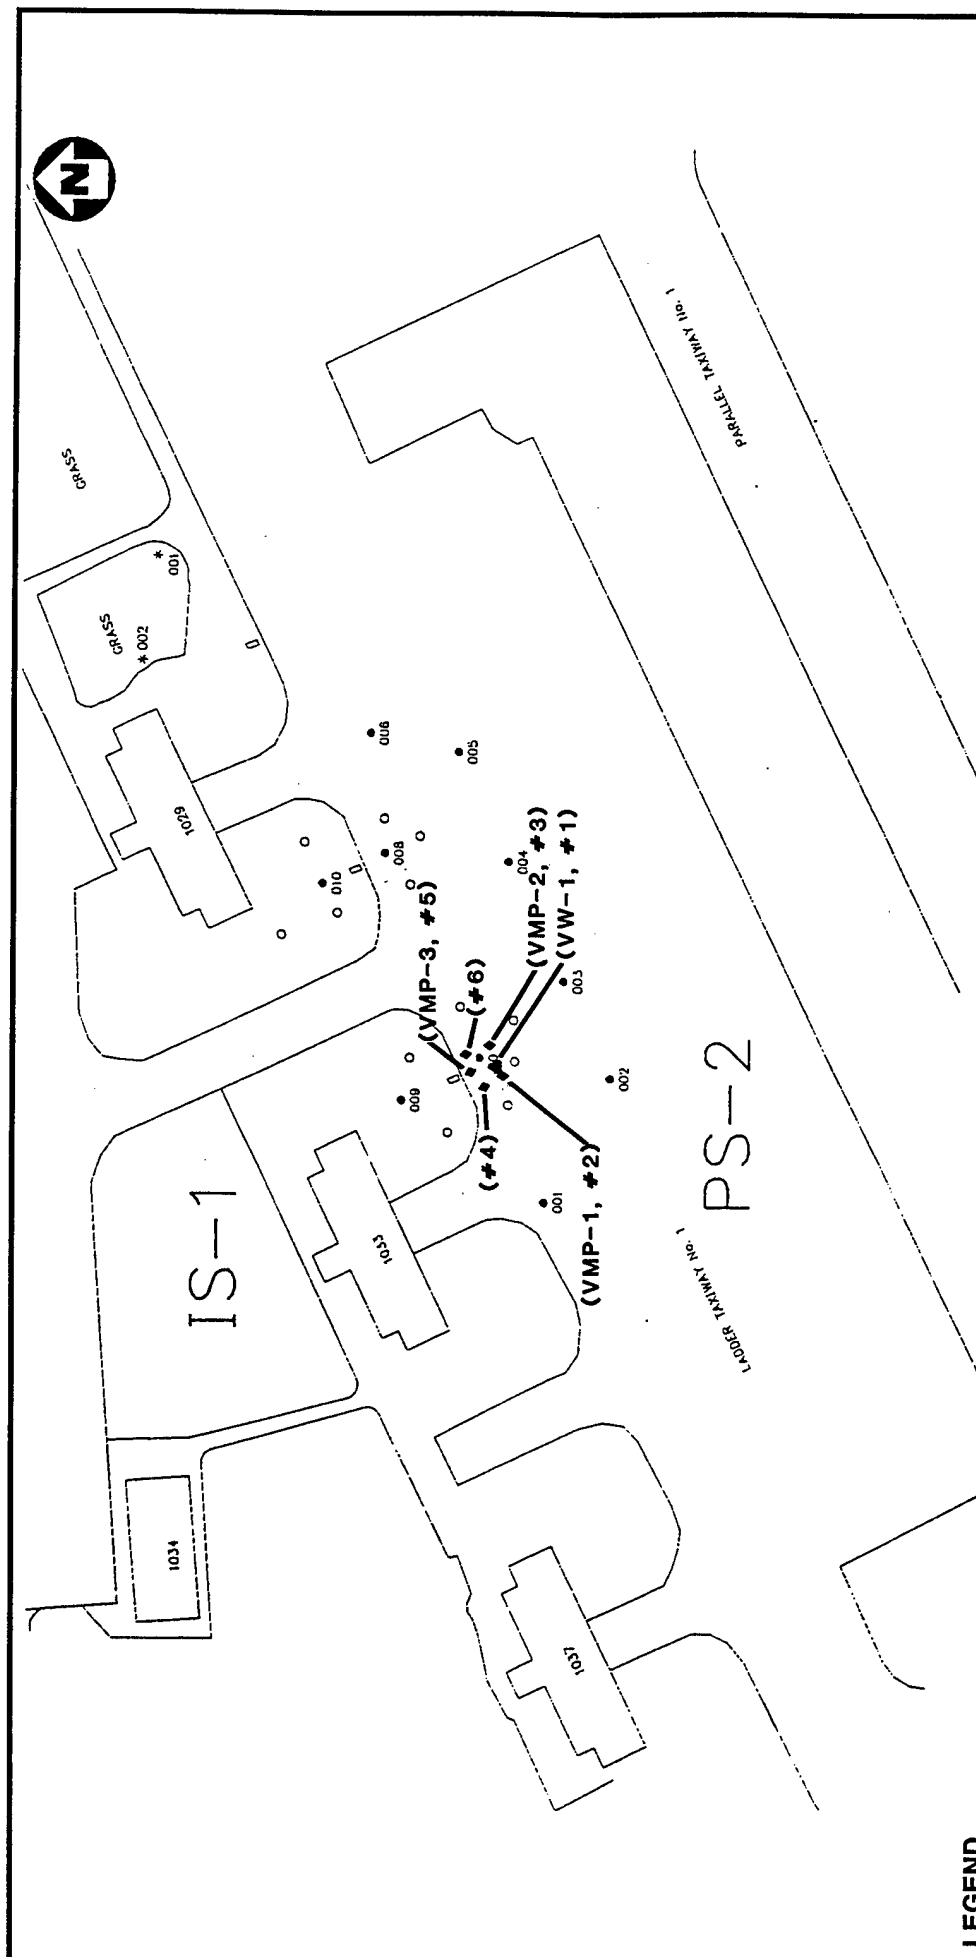 N
GRASS
GRASS
* 001
* 002
1029
006
005
008
010
004
(VMP-3, #5)
(#6)
(VMP-2, #3)
(VW-1, #1)
003
009
002
(#4)
001
(VMP-1, #2)
IS-1
PS-2
1033
1034
1037
PARALLEL TAXIWAY No. 1
LADDER TAXIWAY No. 1
LEGEND